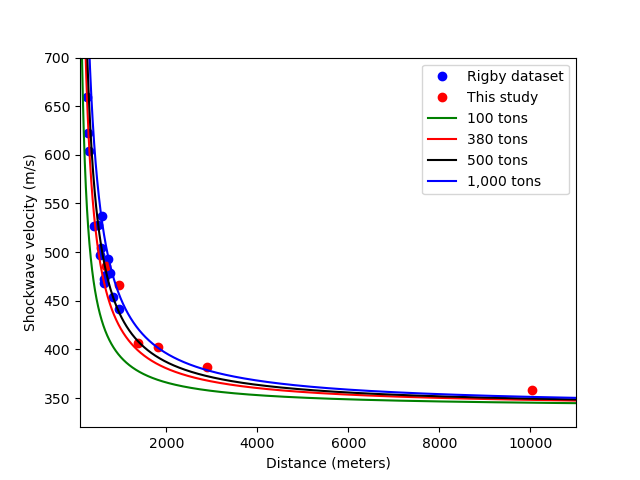 700
650
600
550
500
450
400
350
Shockwave velocity (m/s)
Rigby dataset
This study
100 tons
380 tons
500 tons
1,000 tons
2000 4000 6000 8000 10000
Distance (meters)